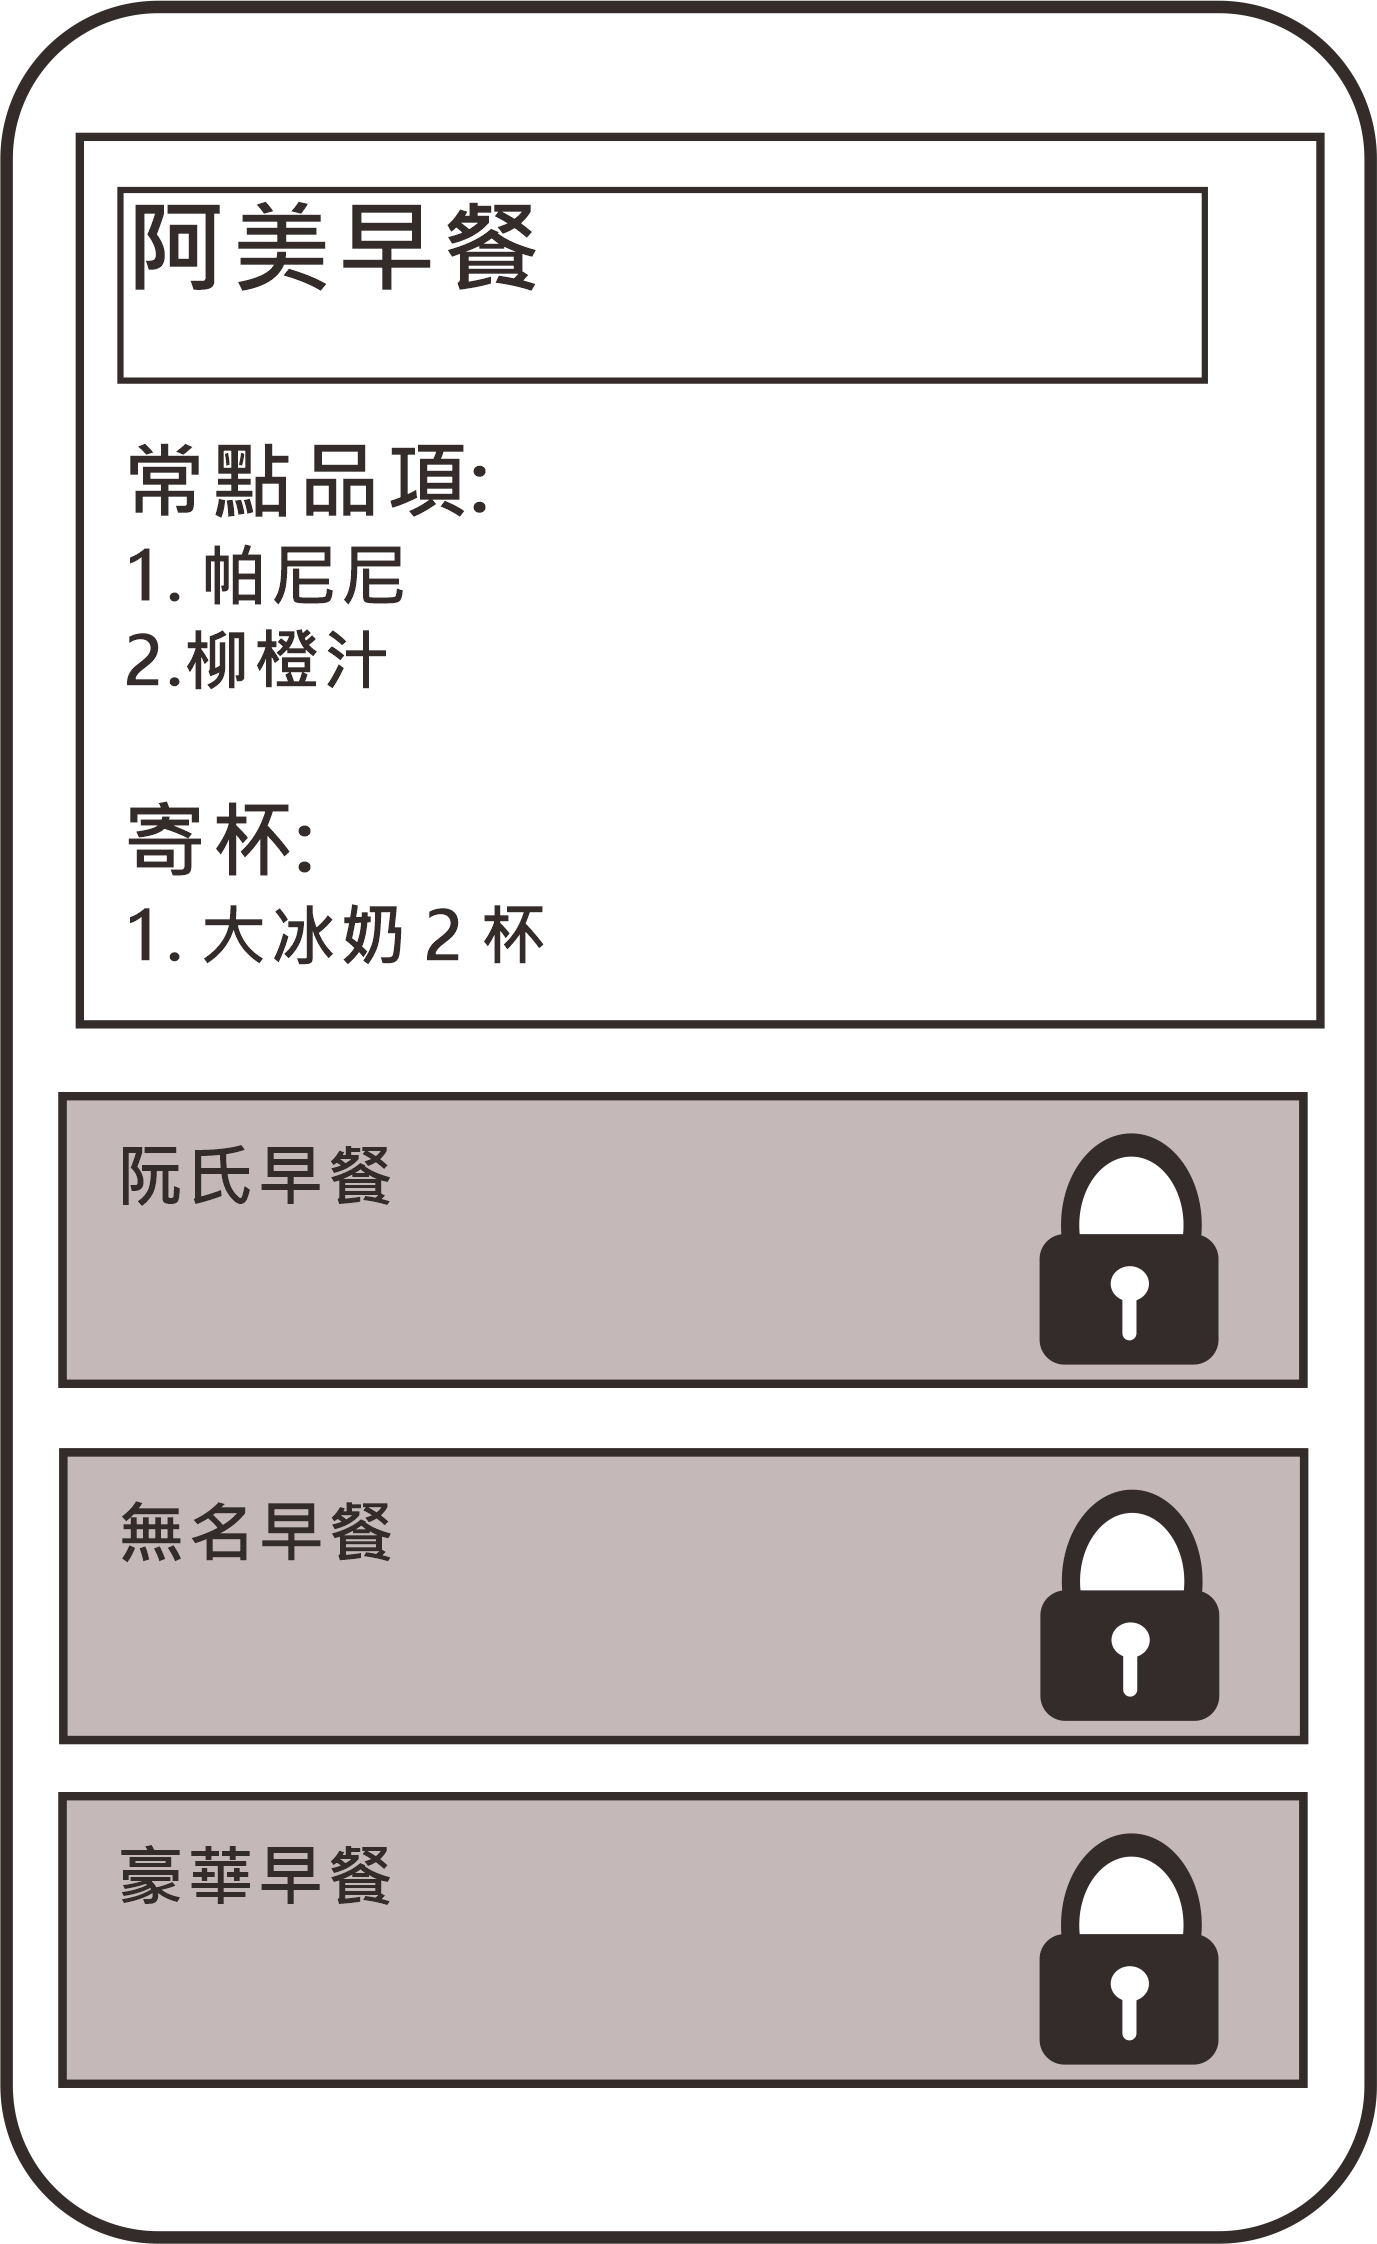 阿美早餐
常點品項:
1. 帕尼尼
2.柳橙汁
寄杯:
1. 大冰奶 2 杯
阮氏早餐
無名早餐
豪華早餐